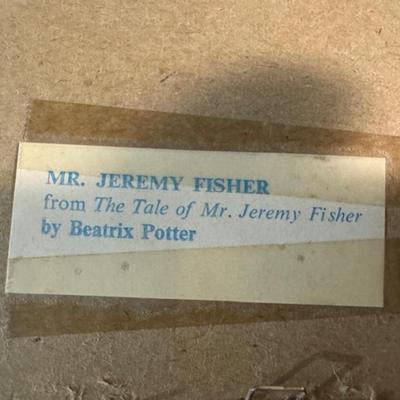 MR. JEREMY FISHER
from The Tale of Mr. Jeremy Fisher
by Beatrix Potter